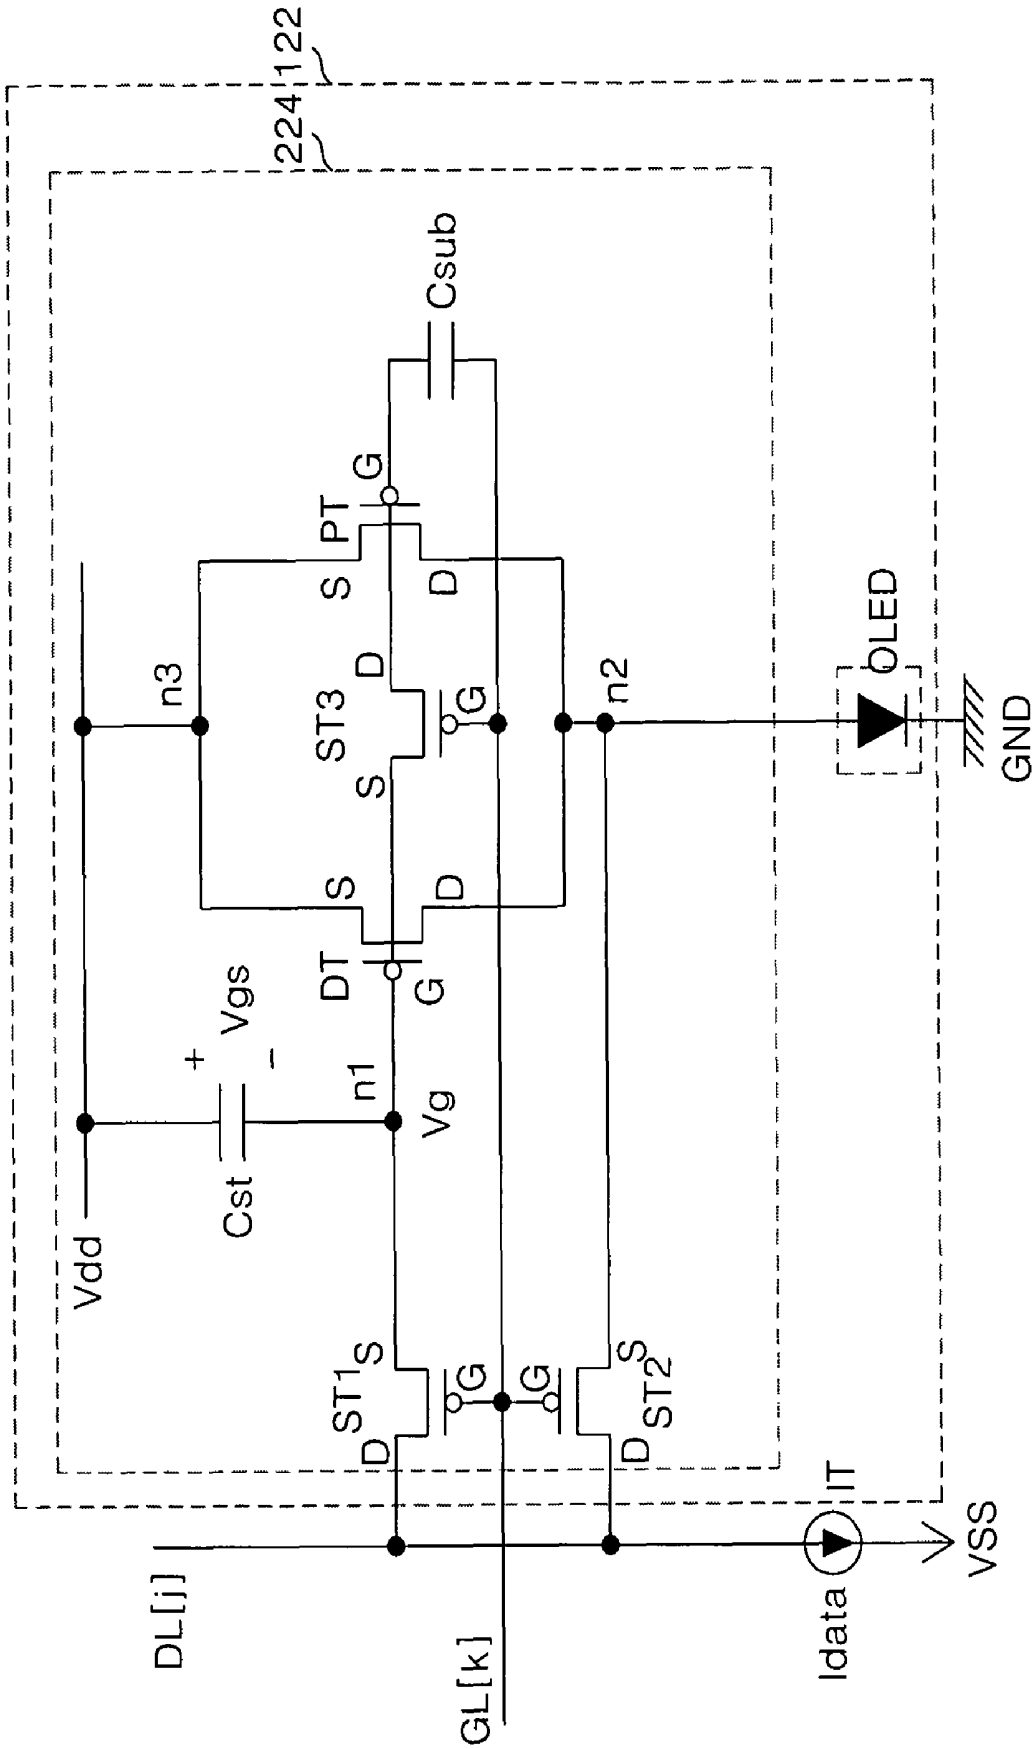 122
224
Vdd
n3
Cst
+
Vgs
−
n1
Vg
DT
S
G
D
ST3
S
D
G
PT
S
G
D
Csub
ST1
D
S
G
G
D
S
ST2
n2
OLED
GND
DL[j]
GL[k]
Idata
IT
VSS